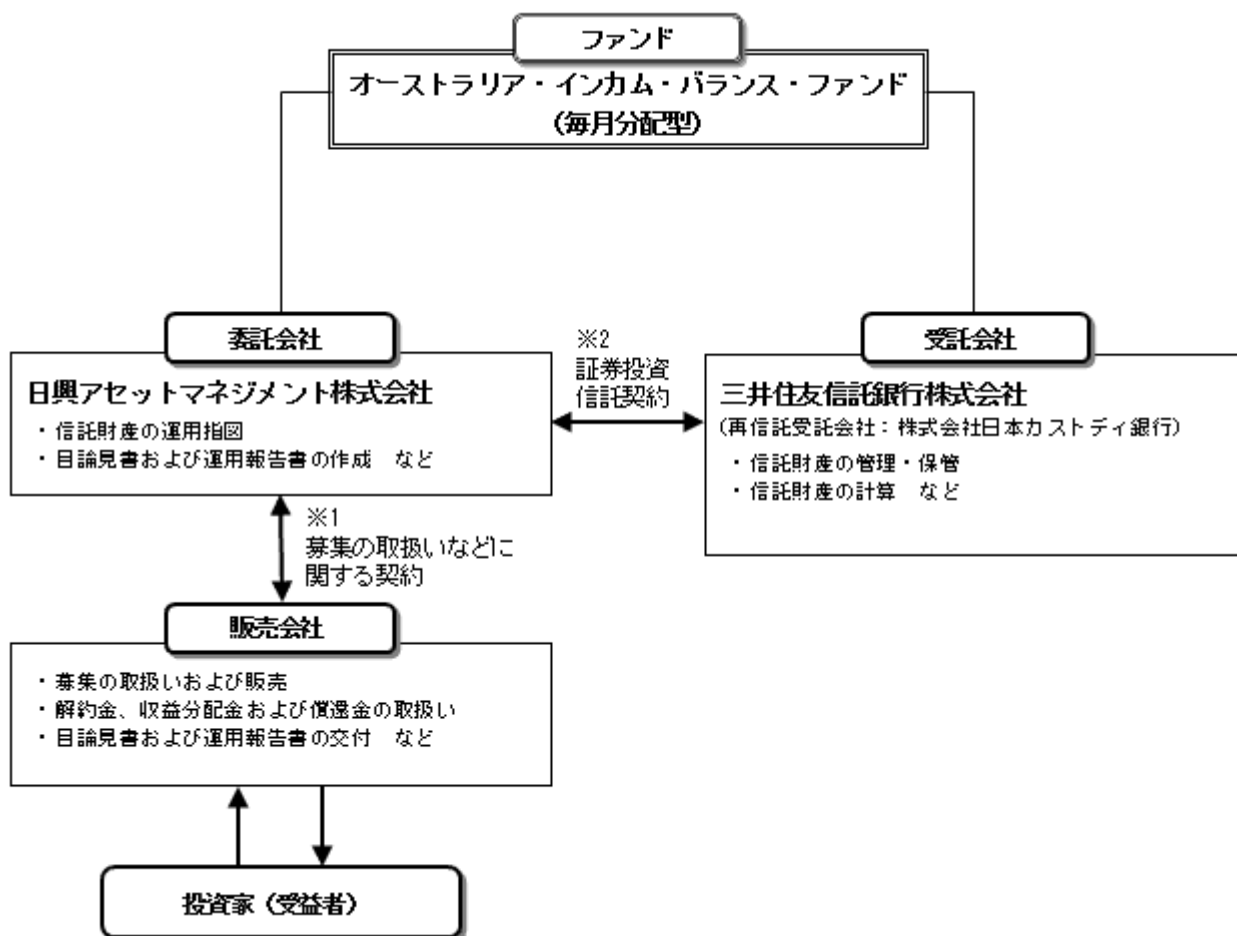 ファンド
オーストラリア・インカム・バランス・ファンド
(毎月分配型)
委託会社
日興アセットマネジメント株式会社
・信託財産の運用指図
・目論見書および運用報告書の作成 など
※2
証券投資
信託契約
受託会社
三井住友信託銀行株式会社
(再信託受託会社：株式会社日本カストディ銀行)
・信託財産の管理・保管
・信託財産の計算 など
※1
募集の取扱いなどに
関する契約
販売会社
・募集の取扱いおよび販売
・解約金、収益分配金および償還金の取扱い
・目論見書および運用報告書の交付 など
投資家（受益者）